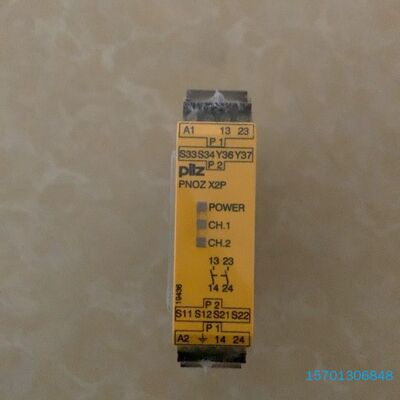 A1 13 23
P 1
S33 S34 Y36 Y37
P 2
pilz
PNOZ X2P
POWER
CH.1
CH.2
13 23
14 24
19436
P 2
S11 S12 S21 S22
P 1
A2 14 24
15701306848